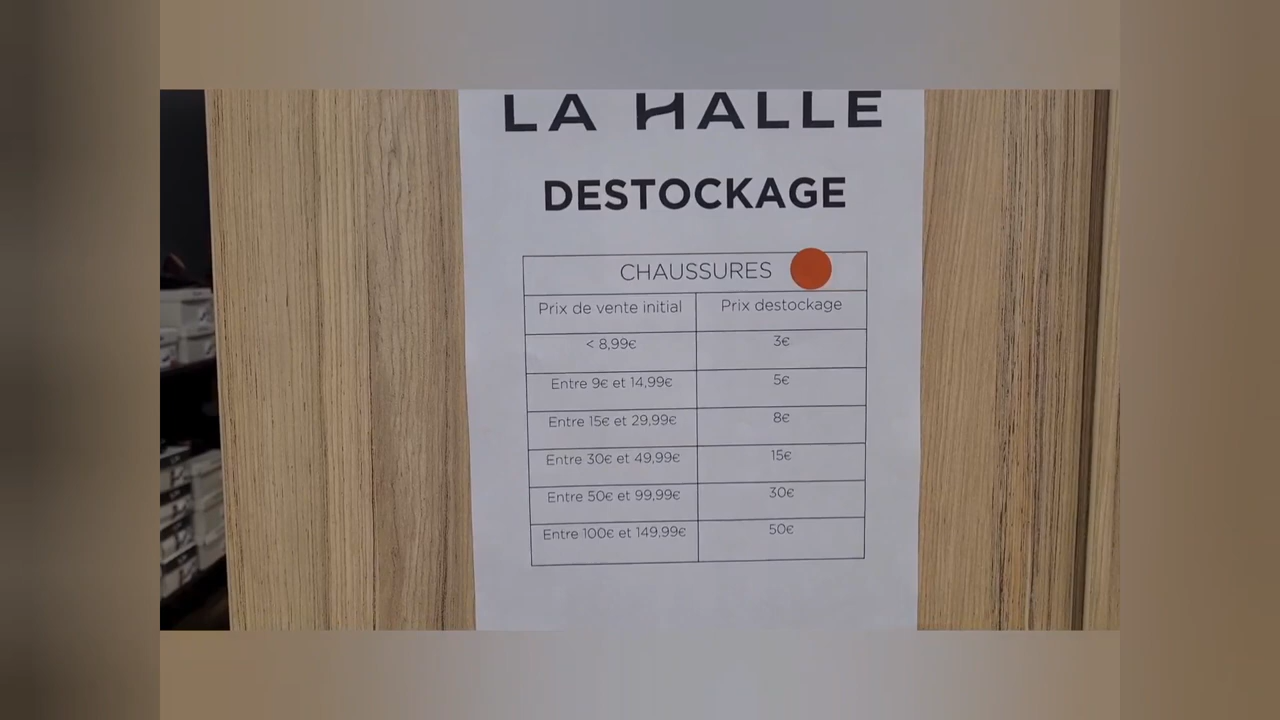 LA HALLE
DESTOCKAGE
CHAUSSURES
Prix de vente initial Prix destockage
< 8,99€ 3€
Entre 9€ et 14,99€ 5€
Entre 15€ et 29,99€ 8€
Entre 30€ et 49,99€ 15€
Entre 50€ et 99,99€ 30€
Entre 100€ et 149,99€ 50€